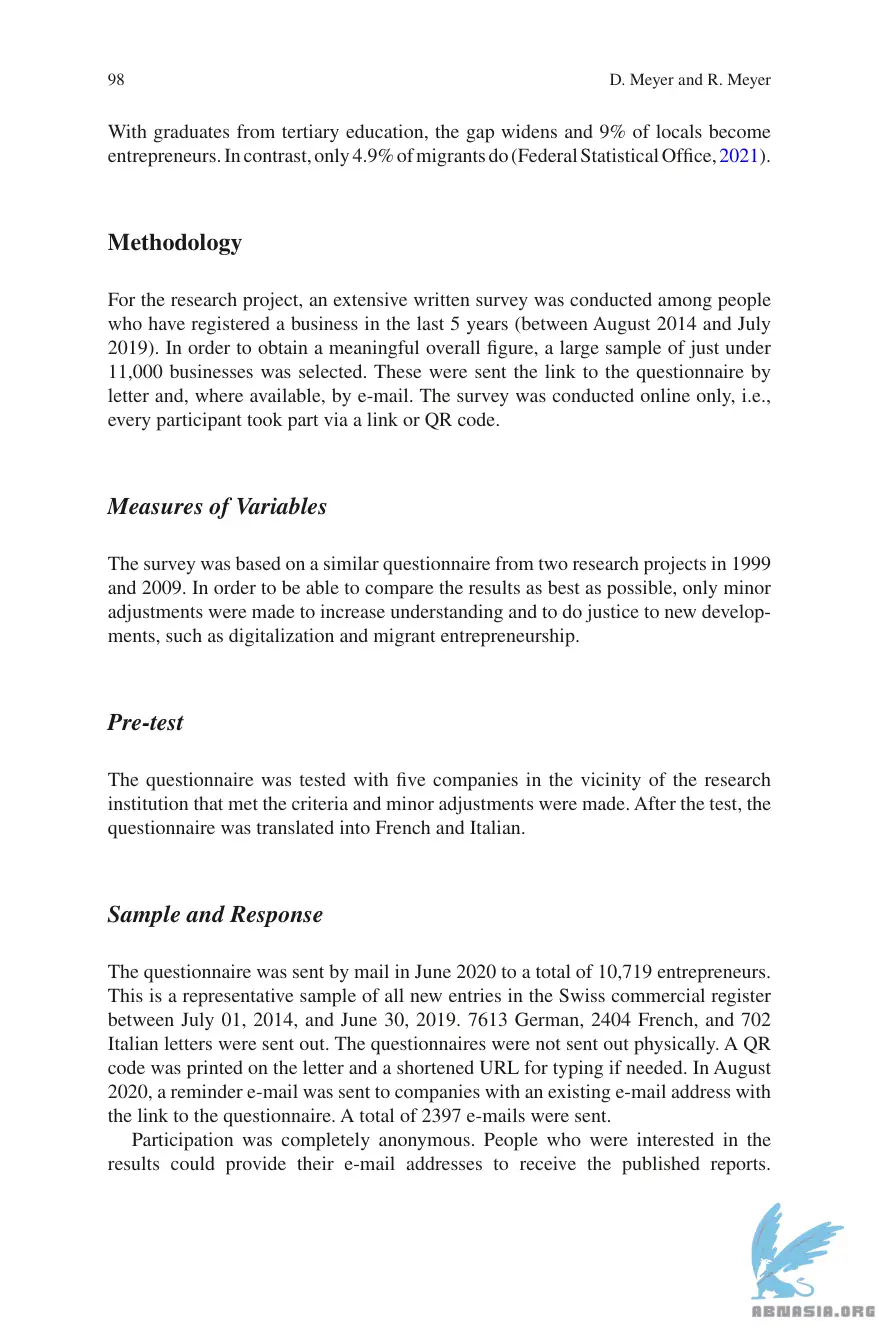 98
D. Meyer and R. Meyer
With graduates from tertiary education, the gap widens and 9% of locals become
entrepreneurs. In contrast, only 4.9% of migrants do (Federal Statistical Office, 2021).
Methodology
For the research project, an extensive written survey was conducted among people
who have registered a business in the last 5 years (between August 2014 and July
2019). In order to obtain a meaningful overall figure, a large sample of just under
11,000 businesses was selected. These were sent the link to the questionnaire by
letter and, where available, by e-mail. The survey was conducted online only, i.e.,
every participant took part via a link or QR code.
Measures of Variables
The survey was based on a similar questionnaire from two research projects in 1999
and 2009. In order to be able to compare the results as best as possible, only minor
adjustments were made to increase understanding and to do justice to new develop-
ments, such as digitalization and migrant entrepreneurship.
Pre-test
The questionnaire was tested with five companies in the vicinity of the research
institution that met the criteria and minor adjustments were made. After the test, the
questionnaire was translated into French and Italian.
Sample and Response
The questionnaire was sent by mail in June 2020 to a total of 10,719 entrepreneurs.
This is a representative sample of all new entries in the Swiss commercial register
between July 01, 2014, and June 30, 2019. 7613 German, 2404 French, and 702
Italian letters were sent out. The questionnaires were not sent out physically. A QR
code was printed on the letter and a shortened URL for typing if needed. In August
2020, a reminder e-mail was sent to companies with an existing e-mail address with
the link to the questionnaire. A total of 2397 e-mails were sent.
Participation was completely anonymous. People who were interested in the
results could provide their e-mail addresses to receive the published reports.
ABNASIA.ORG